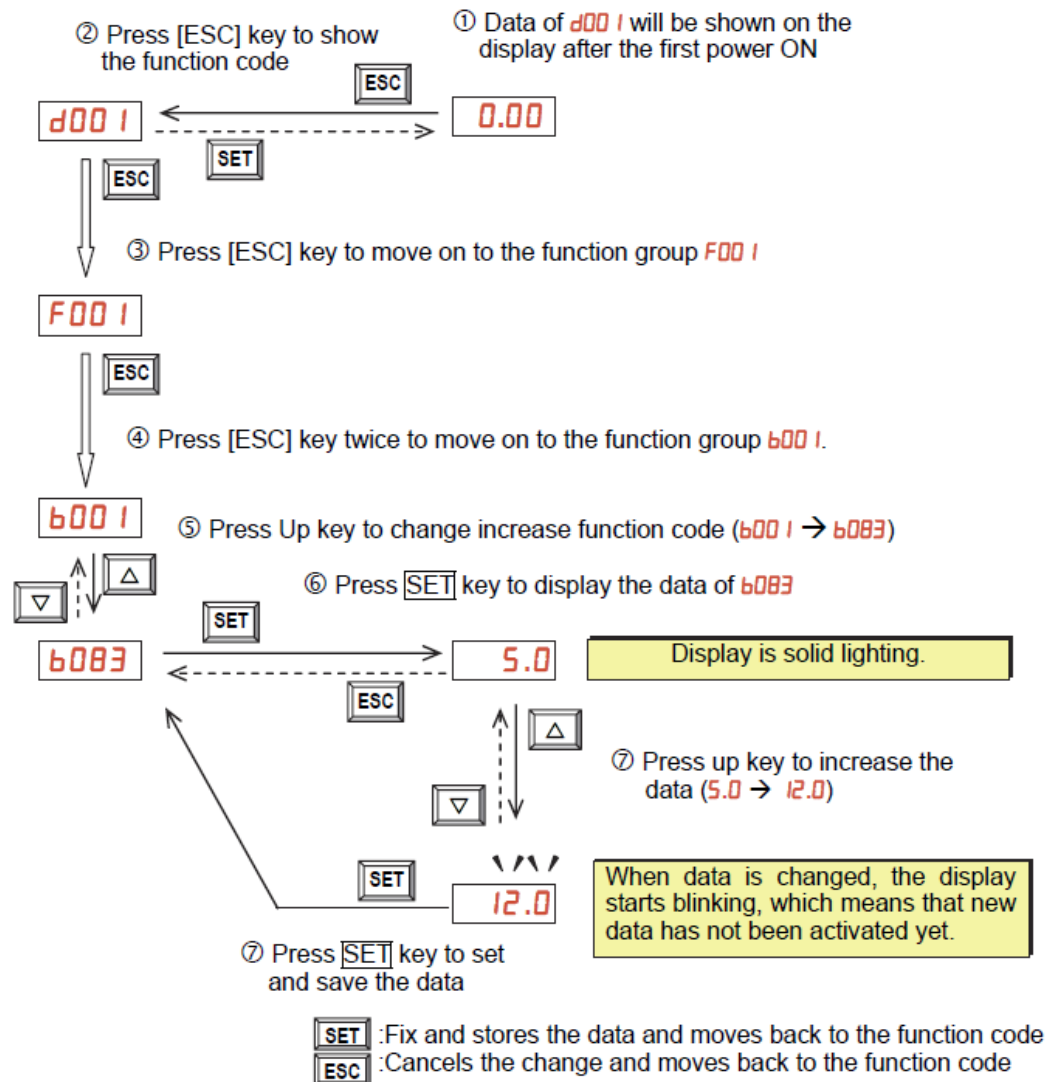 ② Press [ESC] key to show
the function code
① Data of d001 will be shown on the
display after the first power ON
ESC
d001
0.00
SET
ESC
③ Press [ESC] key to move on to the function group F001
F001
ESC
④ Press [ESC] key twice to move on to the function group b001.
b001
⑤ Press Up key to change increase function code (b001 → b083)
⑥ Press SET key to display the data of b083
SET
b083
5.0
Display is solid lighting.
ESC
⑦ Press up key to increase the
data (5.0 → 12.0)
SET
12.0
When data is changed, the display
starts blinking, which means that new
data has not been activated yet.
⑦ Press SET key to set
and save the data
SET :Fix and stores the data and moves back to the function code
ESC :Cancels the change and moves back to the function code